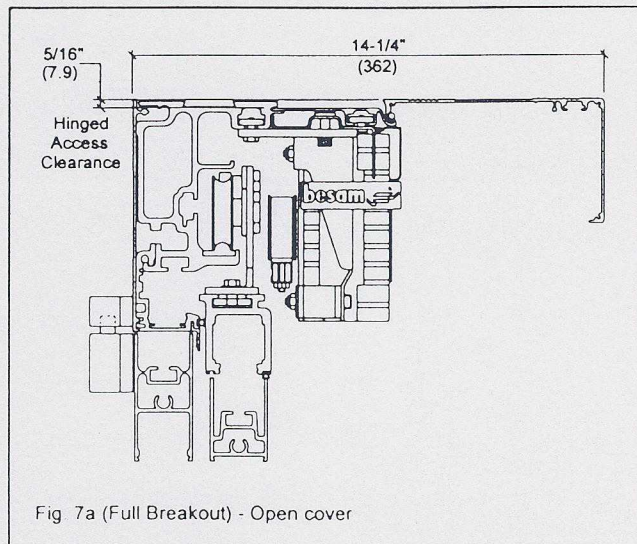 5/16"
(7.9)
14-1/4"
(362)
Hinged
Access
Clearance
besam
Fig. 7a (Full Breakout) - Open cover